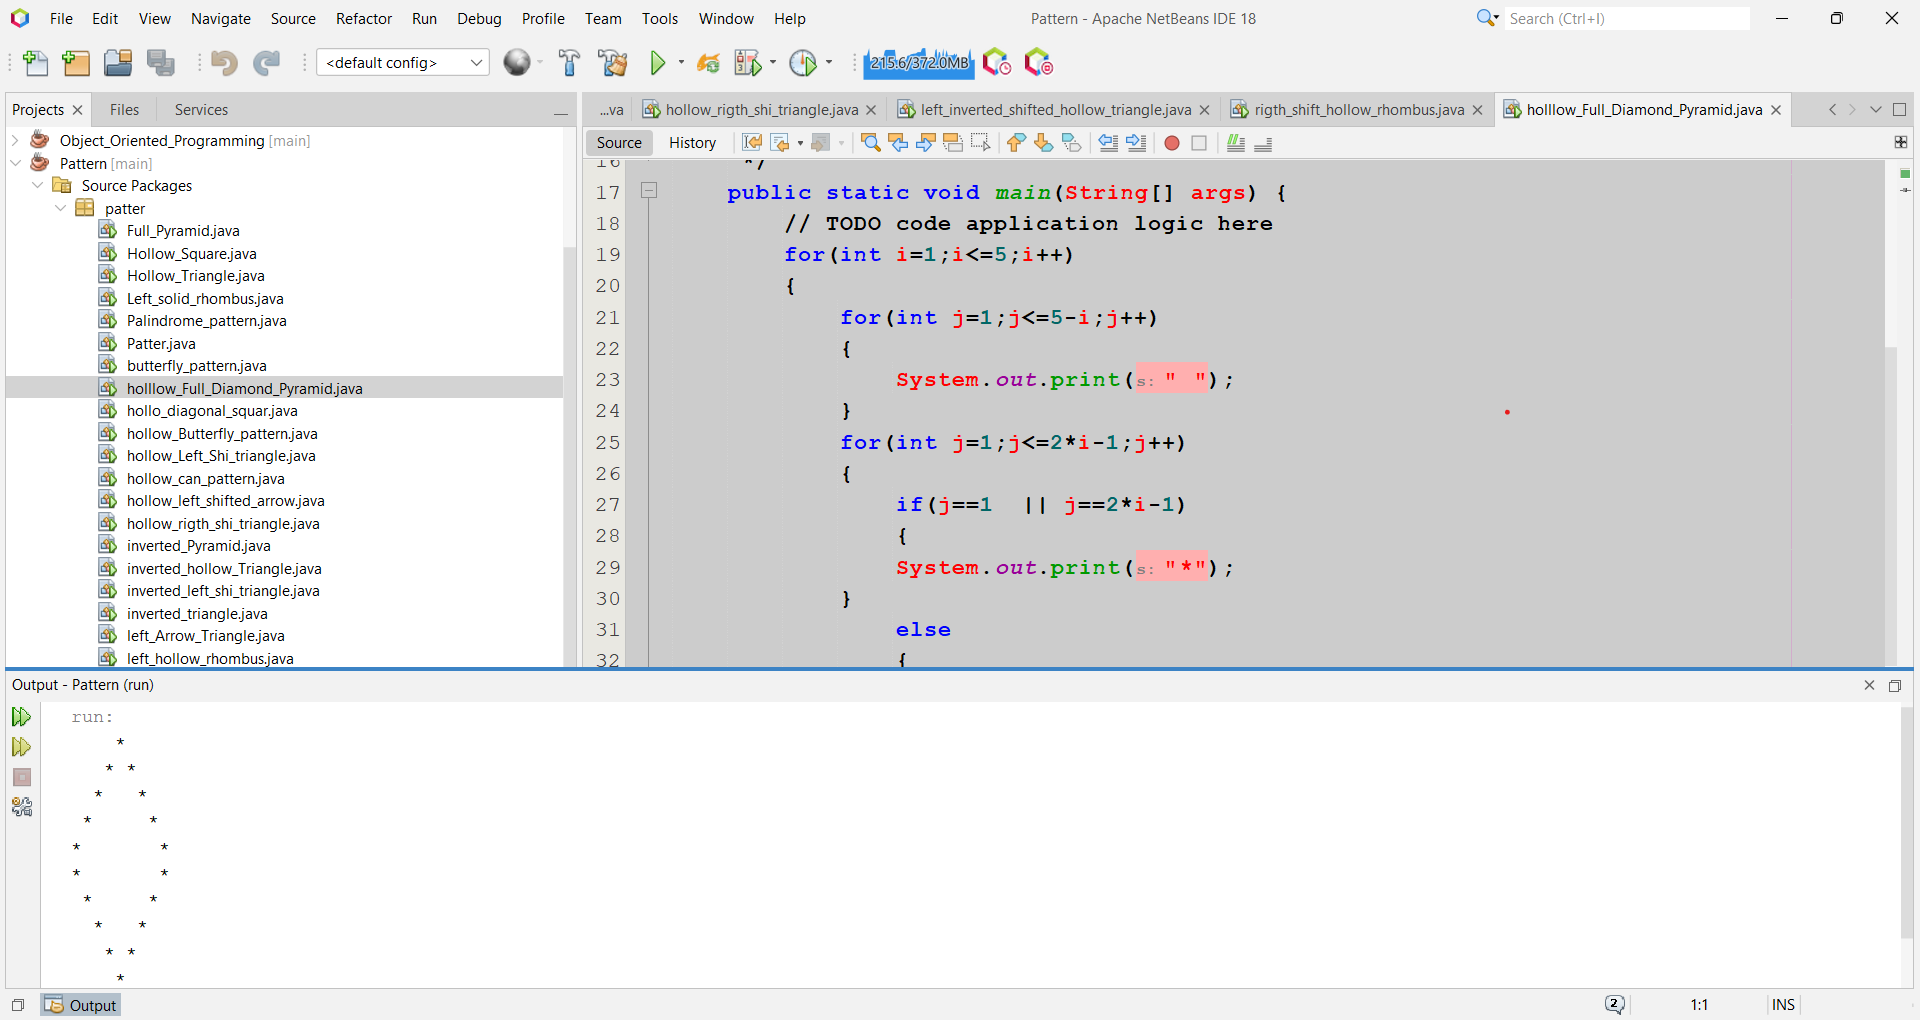 File Edit View Navigate Source Refactor Run Debug Profile Team Tools Window Help Pattern - Apache NetBeans IDE 18 Search (Ctrl+I)
<default config> 215.6/372.0MB
Projects Files Services
Object_Oriented_Programming [main]
Pattern [main]
Source Packages
patter
Full_Pyramid.java
Hollow_Square.java
Hollow_Triangle.java
Left_solid_rhombus.java
Palindrome_pattern.java
Patter.java
butterfly_pattern.java
holllow_Full_Diamond_Pyramid.java
hollo_diagonal_squar.java
hollow_Butterfly_pattern.java
hollow_Left_Shi_triangle.java
hollow_can_pattern.java
hollow_left_shifted_arrow.java
hollow_rigth_shi_triangle.java
inverted_Pyramid.java
inverted_hollow_Triangle.java
inverted_left_shi_triangle.java
inverted_triangle.java
left_Arrow_Triangle.java
left_hollow_rhombus.java
...va hollow_rigth_shi_triangle.java left_inverted_shifted_hollow_triangle.java rigth_shift_hollow_rhombus.java holllow_Full_Diamond_Pyramid.java
Source History
16 */
17 public static void main(String[] args) {
18 // TODO code application logic here
19 for(int i=1;i<=5;i++)
20 {
21 for(int j=1;j<=5-i;j++)
22 {
23 System.out.print(s: " ");
24 }
25 for(int j=1;j<=2*i-1;j++)
26 {
27 if(j==1  || j==2*i-1)
28 {
29 System.out.print(s: "*");
30 }
31 else
32 {
Output - Pattern (run)
run:
    *
   * *
  *   *
 *     *
*       *
*       *
 *     *
  *   *
   * *
    *
Output 2 1:1 INS